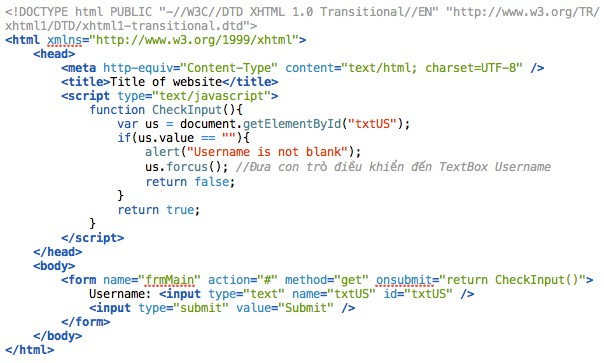 <!DOCTYPE html PUBLIC "-//W3C//DTD XHTML 1.0 Transitional//EN" "http://www.w3.org/TR/
xhtml1/DTD/xhtml1-transitional.dtd">
<html xmlns="http://www.w3.org/1999/xhtml">
<head>
<meta http-equiv="Content-Type" content="text/html; charset=UTF-8" />
<title>Title of website</title>
<script type="text/javascript">
function CheckInput(){
var us = document.getElementById("txtUS");
if(us.value == ""){
alert("Username is not blank");
us.forcus(); //Đưa con trò điều khiển đến TextBox Username
return false;
}
return true;
}
</script>
</head>
<body>
<form name="frmMain" action="#" method="get" onsubmit="return CheckInput()">
Username: <input type="text" name="txtUS" id="txtUS" />
<input type="submit" value="Submit" />
</form>
</body>
</html>